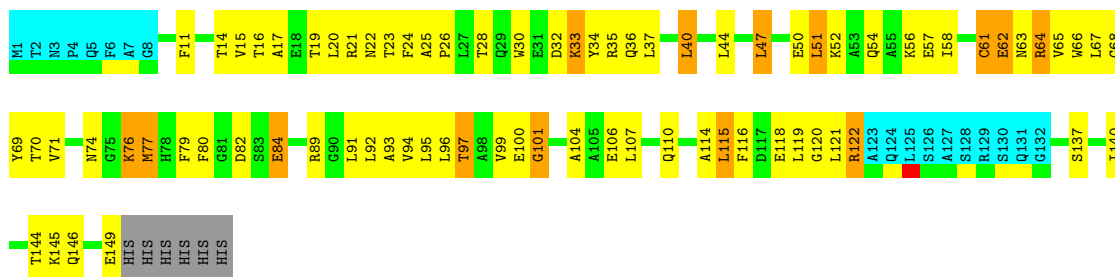 M1 T2 N3 P4 Q5 F6 A7 G8 F11 T14 V15 T16 A17 E18 T19 L20 R21 N22 T23 F24 A25 P26 L27 T28 Q29 W30 E31 D32 K33 Y34 R35 Q36 L37 L40 L44 L47 E50 L51 K52 A53 Q54 A55 K56 E57 I58 C61 E62 N63 R64 V65 W66 L67 G68
Y69 T70 V71 N74 G75 K76 M77 H78 F79 F80 G81 D82 S83 E84 R89 G90 L91 L92 A93 V94 L95 L96 T97 A98 V99 E100 G101 A104 A105 E106 L107 Q110 A114 L115 F116 D117 E118 L119 G120 L121 R122 A123 Q124 L125 S126 A127 S128 R129 S130 Q131 G132 S137 I140
T144 K145 Q146 E149 HIS HIS HIS HIS HIS HIS